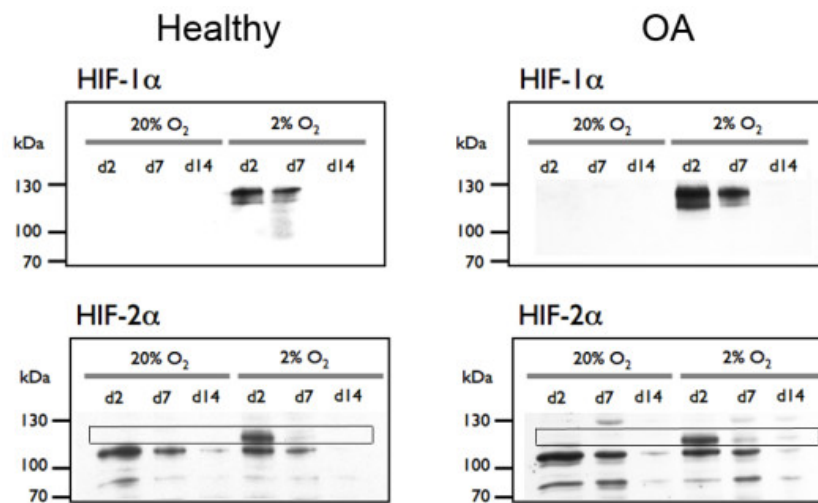 Healthy OA
HIF-1α HIF-1α
20% O₂ 2% O₂ 20% O₂ 2% O₂
kDa kDa
d2 d7 d14 d2 d7 d14 d2 d7 d14 d2 d7 d14
130 130
100 100
70 70
HIF-2α HIF-2α
20% O₂ 2% O₂ 20% O₂ 2% O₂
kDa kDa
d2 d7 d14 d2 d7 d14 d2 d7 d14 d2 d7 d14
130 130
100 100
70 70